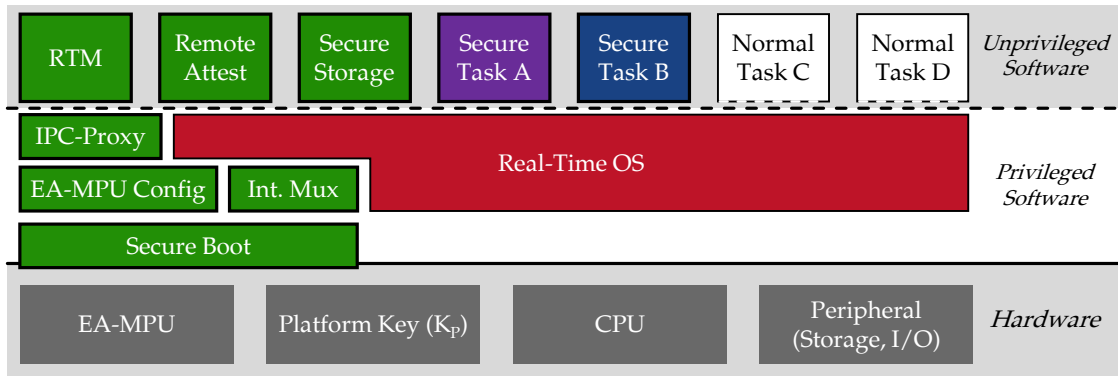 RTM
Remote
Attest
Secure
Storage
Secure
Task A
Secure
Task B
Normal
Task C
Normal
Task D
Unprivileged
Software
IPC-Proxy
Real-Time OS
EA-MPU Config
Int. Mux
Privileged
Software
Secure Boot
EA-MPU
Platform Key (KP)
CPU
Peripheral
(Storage, I/O)
Hardware